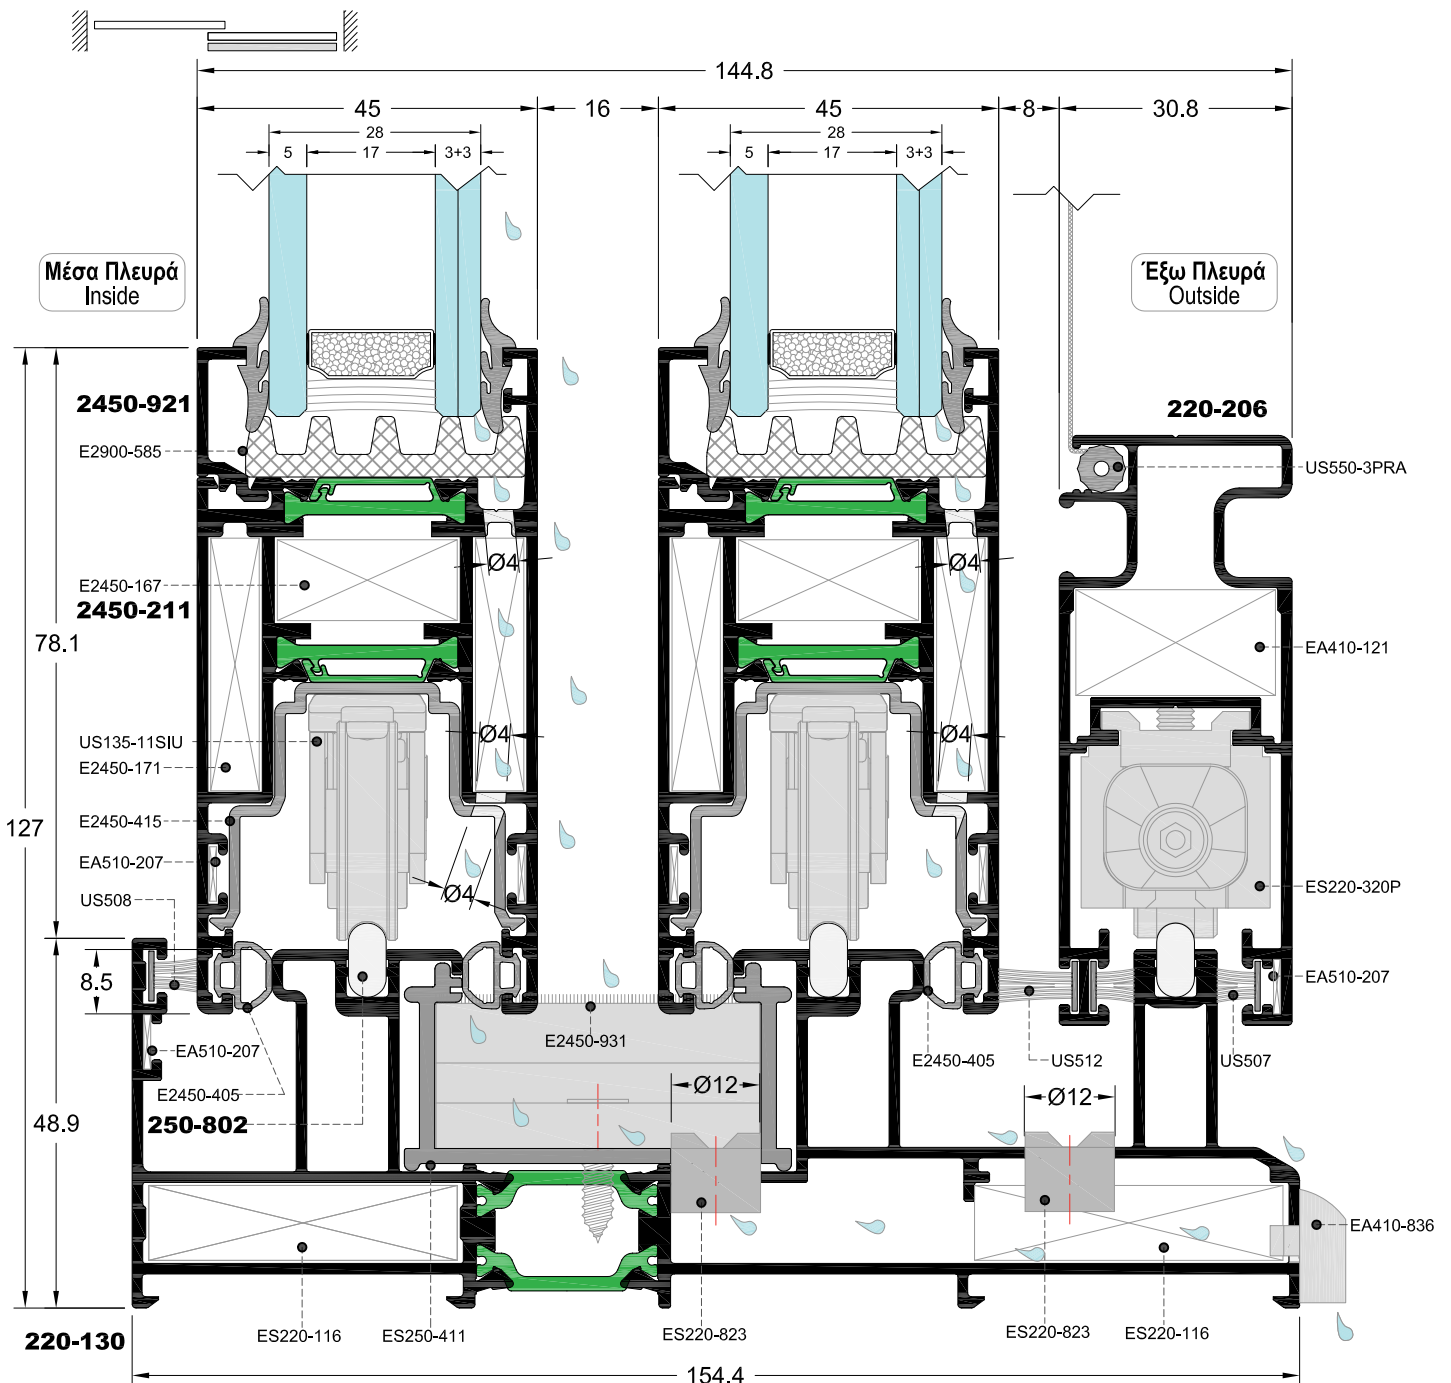 144.8
45
16
45
8
30.8
28
28
5
17
3+3
5
17
3+3
Μέσα Πλευρά
Inside
Έξω Πλευρά
Outside
2450-921
220-206
E2900-585
US550-3PRA
Ø4
Ø4
E2450-167
2450-211
78.1
EA410-121
US135-11SIU
Ø4
Ø4
E2450-171
127
E2450-415
EA510-207
ES220-320P
US508
Ø4
8.5
EA510-207
E2450-931
EA510-207
E2450-405
US512
US507
E2450-405
Ø12
Ø12
250-802
48.9
EA410-836
220-130
ES220-116
ES250-411
ES220-823
ES220-823
ES220-116
154.4